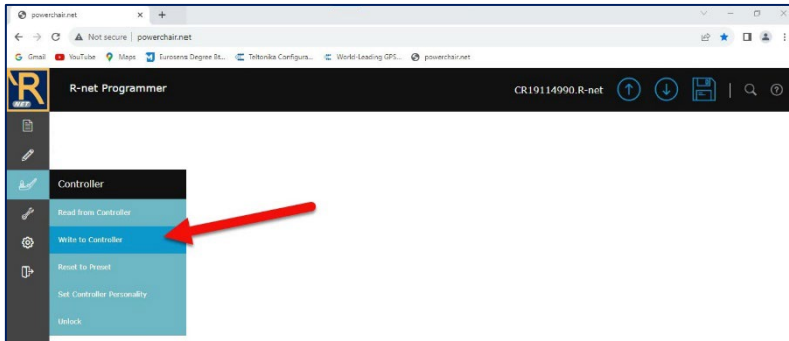 powerchair.net
Not secure | powerchair.net
Gmail YouTube Maps Eurosens Degree Bt... Teltonika Configura... World-Leading GPS... powerchair.net
R
NET
R-net Programmer
CR19114990.R-net
Controller
Read from Controller
Write to Controller
Reset to Preset
Set Controller Personality
Unlock